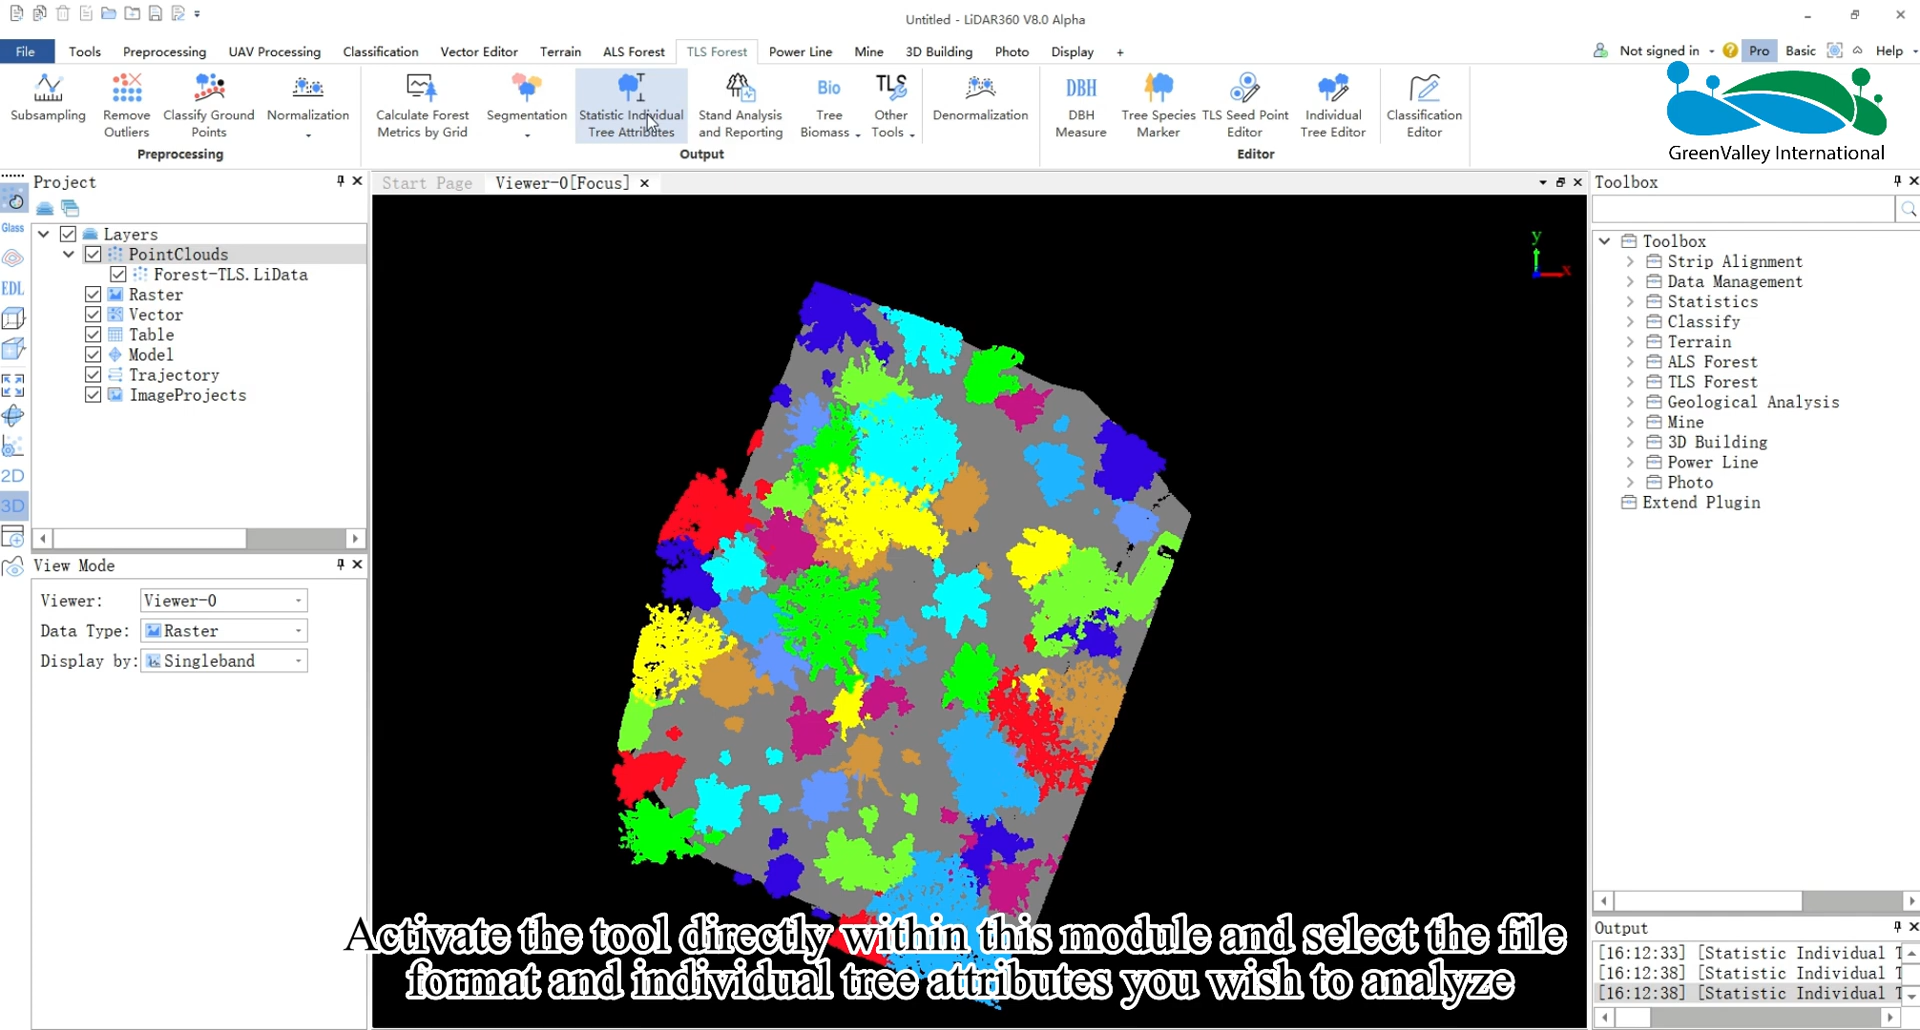 Untitled - LiDAR360 V8.0 Alpha
File Tools Preprocessing UAV Processing Classification Vector Editor Terrain ALS Forest TLS Forest Power Line Mine 3D Building Photo Display + Not signed in ? Pro Basic Help
Subsampling
Remove
Outliers
Classify Ground
Points
Normalization
Preprocessing
Calculate Forest
Metrics by Grid
Segmentation
Statistic Individual
Tree Attributes
Stand Analysis
and Reporting
Bio
Tree
Biomass
TLS
Other
Tools
Denormalization
Output
DBH
DBH
Measure
Tree Species
Marker
TLS Seed Point
Editor
Individual
Tree Editor
Classification
Editor
Editor
GreenValley International
Project
Layers
PointClouds
Forest-TLS.LiData
Raster
Vector
Table
Model
Trajectory
ImageProjects
Glass
EDL
2D
3D
View Mode
Viewer: Viewer-0
Data Type: Raster
Display by: Singleband
Start Page Viewer-0[Focus]
y
x
Activate the tool directly within this module and select the file
format and individual tree attributes you wish to analyze
Toolbox
Toolbox
Strip Alignment
Data Management
Statistics
Classify
Terrain
ALS Forest
TLS Forest
Geological Analysis
Mine
3D Building
Power Line
Photo
Extend Plugin
Output
[16:12:33] [Statistic Individual T
[16:12:38] [Statistic Individual T
[16:12:38] [Statistic Individual T